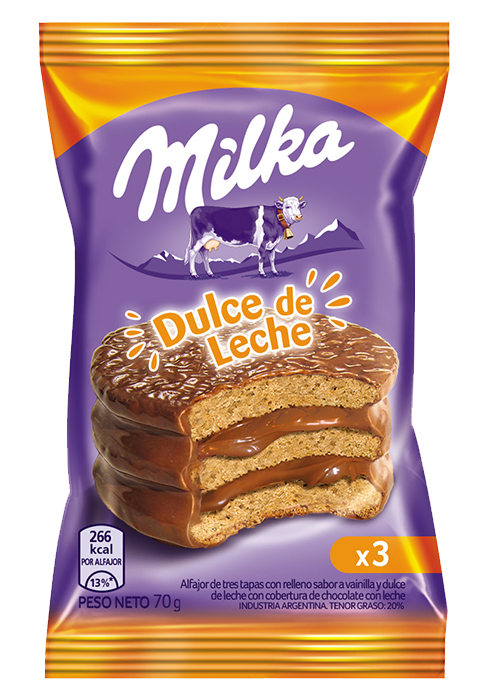 Milka
Dulce de
Leche
266
kcal
POR ALFAJOR
13%*
PESO NETO 70g
x3
Alfajor de tres tapas con relleno sabor a vainilla y dulce
de leche con cobertura de chocolate con leche
INDUSTRIA ARGENTINA. TENOR GRASO: 20%